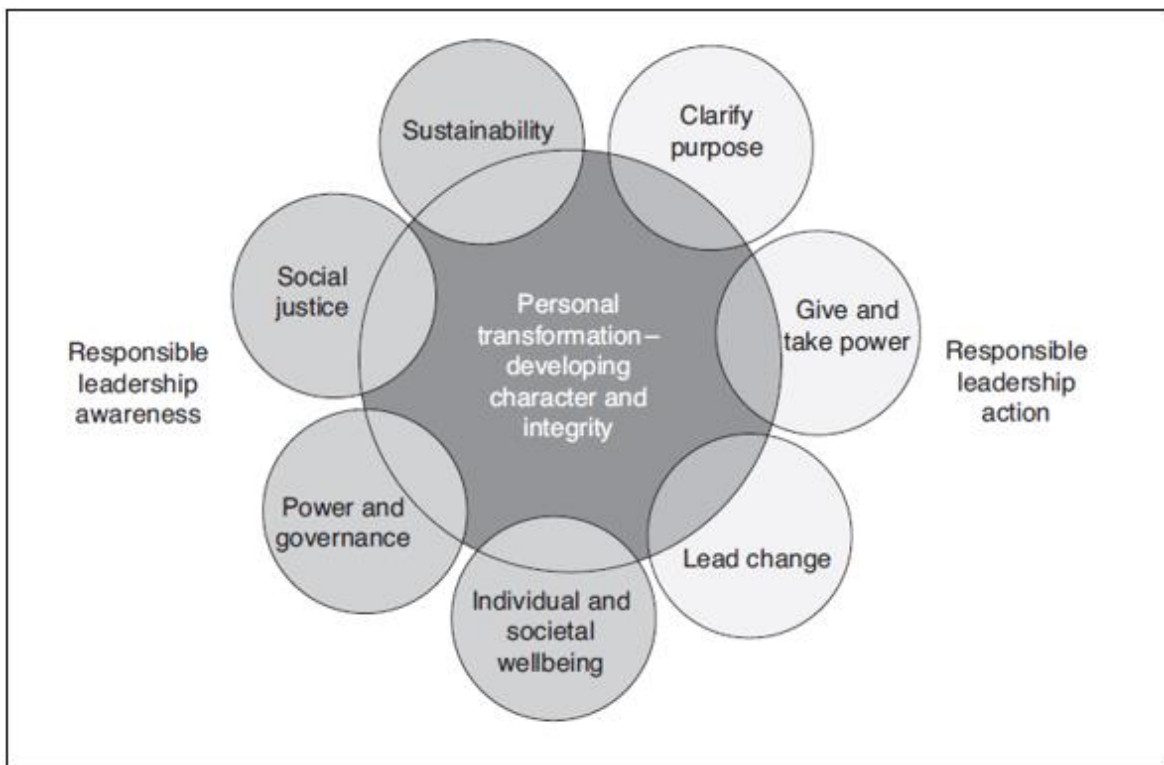 Sustainability
Clarify
purpose
Social
justice
Personal
transformation–
developing
character and
integrity
Give and
take power
Responsible
leadership
awareness
Responsible
leadership
action
Power and
governance
Lead change
Individual and
societal
wellbeing